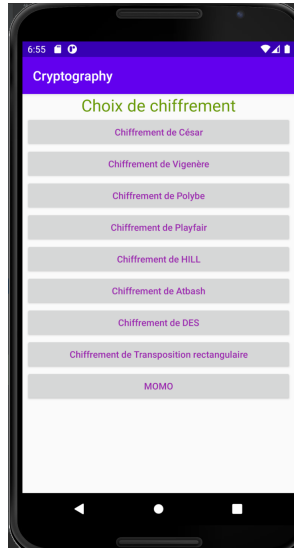 6:55
Cryptography
Choix de chiffrement
Chiffrement de César
Chiffrement de Vigenère
Chiffrement de Polybe
Chiffrement de Playfair
Chiffrement de HILL
Chiffrement de Atbash
Chiffrement de DES
Chiffrement de Transposition rectangulaire
MOMO